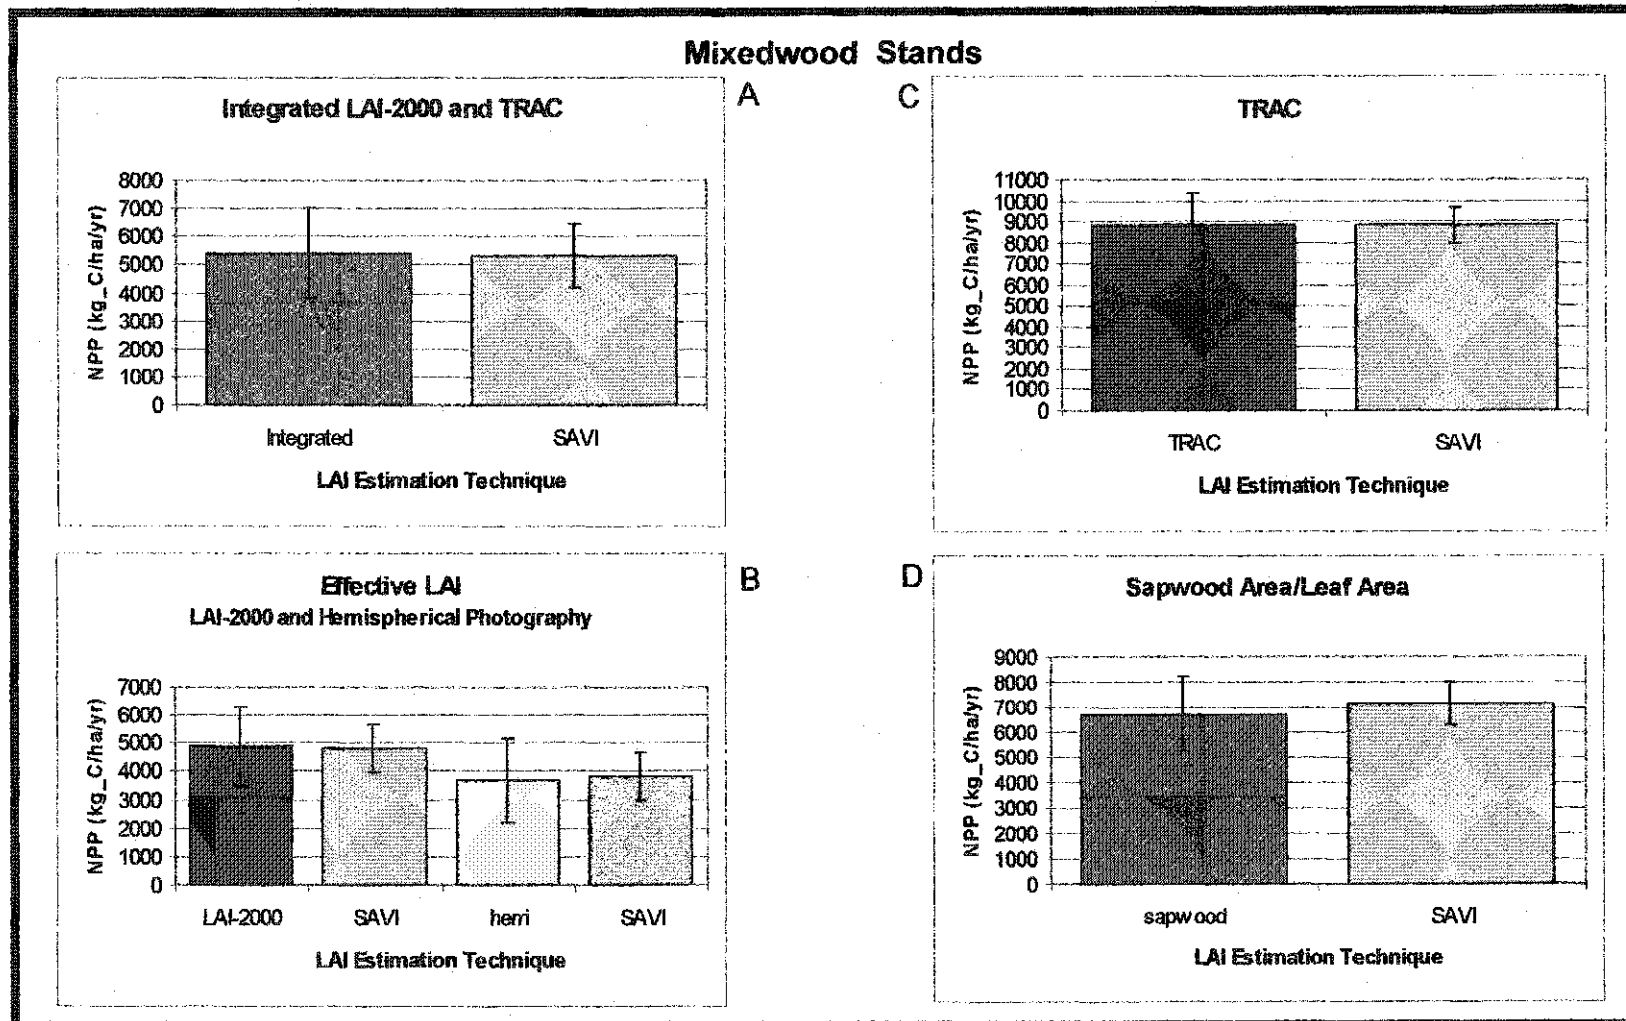 Mixedwood Stands
A
Integrated LAI-2000 and TRAC
NPP (kg_C/ha/yr)
8000
7000
6000
5000
4000
3000
2000
1000
0
Integrated
SAVI
LAI Estimation Technique
C
TRAC
NPP (kg_C/ha/yr)
11000
10000
9000
8000
7000
6000
5000
4000
3000
2000
1000
0
TRAC
SAVI
LAI Estimation Technique
B
Effective LAI
LAI-2000 and Hemispherical Photography
NPP (kg_C/ha/yr)
7000
6000
5000
4000
3000
2000
1000
0
LAI-2000
SAVI
hemi
SAVI
LAI Estimation Technique
D
Sapwood Area/Leaf Area
NPP (kg_C/ha/yr)
9000
8000
7000
6000
5000
4000
3000
2000
1000
0
sapwood
SAVI
LAI Estimation Technique